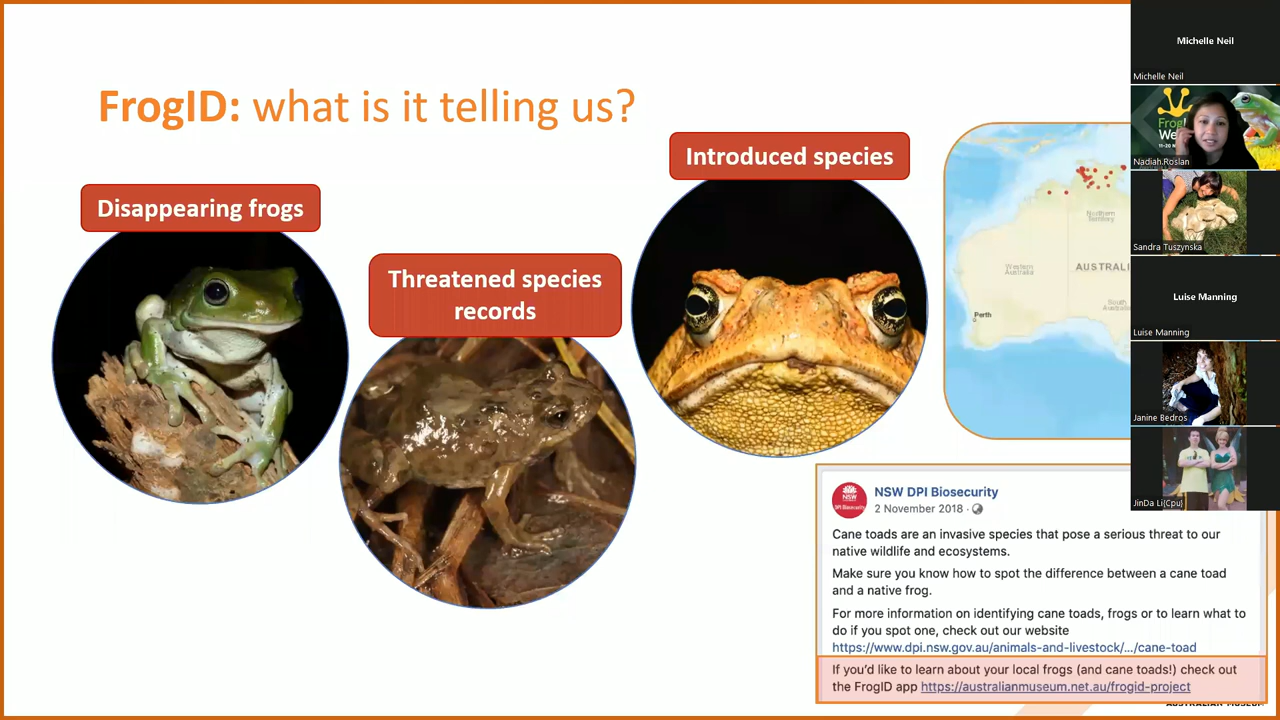 FrogID: what is it telling us?
Disappearing frogs
Threatened species
records
Introduced species
Northern
Territory
Western
Australia
AUSTRALI
South
Perth
NSW DPI Biosecurity
2 November 2018 ·
Cane toads are an invasive species that pose a serious threat to our
native wildlife and ecosystems.
Make sure you know how to spot the difference between a cane toad
and a native frog.
For more information on identifying cane toads, frogs or to learn what to
do if you spot one, check out our website
https://www.dpi.nsw.gov.au/animals-and-livestock/.../cane-toad
If you'd like to learn about your local frogs (and cane toads!) check out
the FrogID app https://australianmuseum.net.au/frogid-project
AUSTRALIAN MUSEUM
Michelle Neil
Michelle Neil
Nadiah.Roslan
Sandra Tuszynska
Luise Manning
Luise Manning
Janine Bedros
JinDa Li(Cpu)